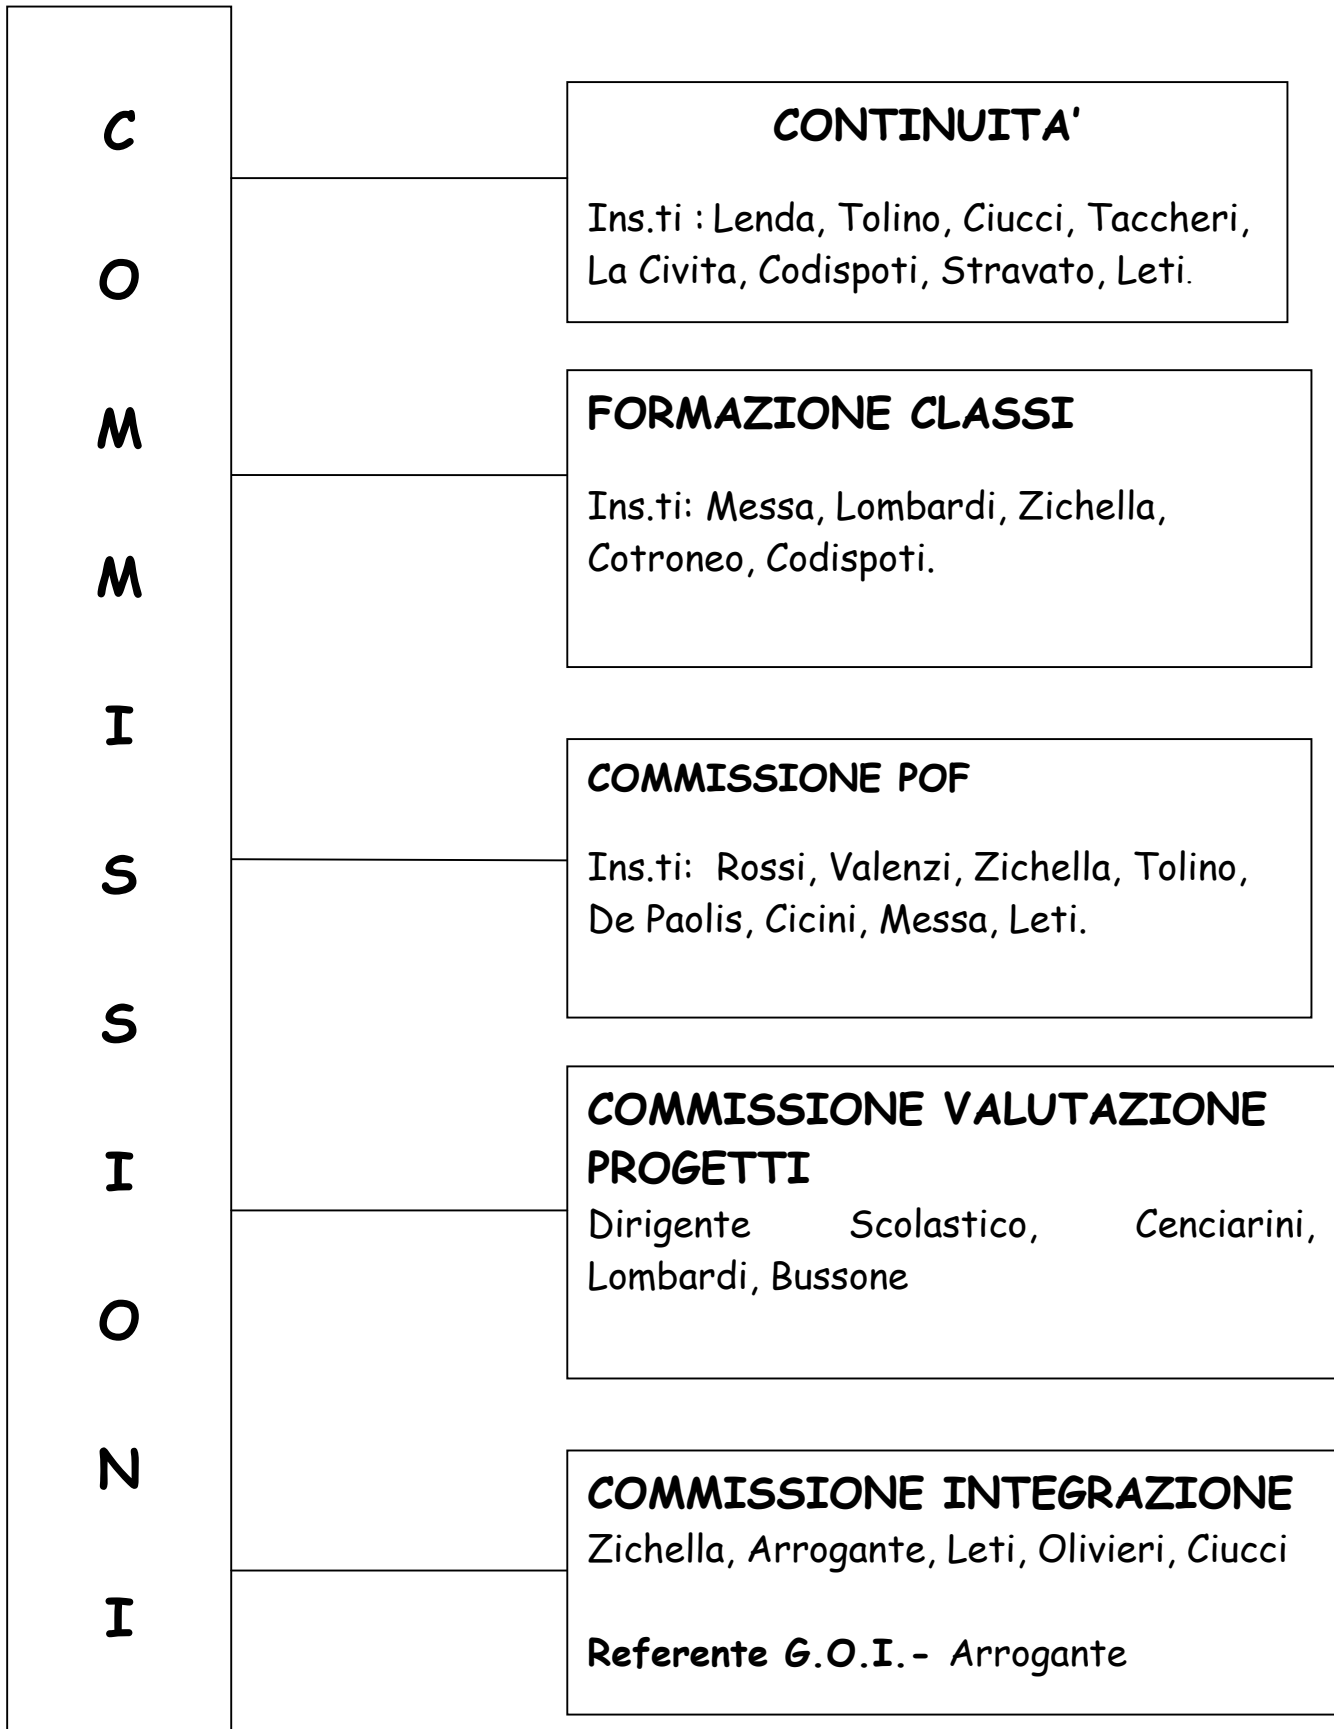 C
O
M
M
I
S
S
I
O
N
I
CONTINUITA'
Ins.ti : Lenda, Tolino, Ciucci, Taccheri,
La Civita, Codispoti, Stravato, Leti.
FORMAZIONE CLASSI
Ins.ti: Messa, Lombardi, Zichella,
Cotroneo, Codispoti.
COMMISSIONE POF
Ins.ti: Rossi, Valenzi, Zichella, Tolino,
De Paolis, Cicini, Messa, Leti.
COMMISSIONE VALUTAZIONE
PROGETTI
Dirigente Scolastico, Cenciarini,
Lombardi, Bussone
COMMISSIONE INTEGRAZIONE
Zichella, Arrogante, Leti, Olivieri, Ciucci
Referente G.O.I.- Arrogante